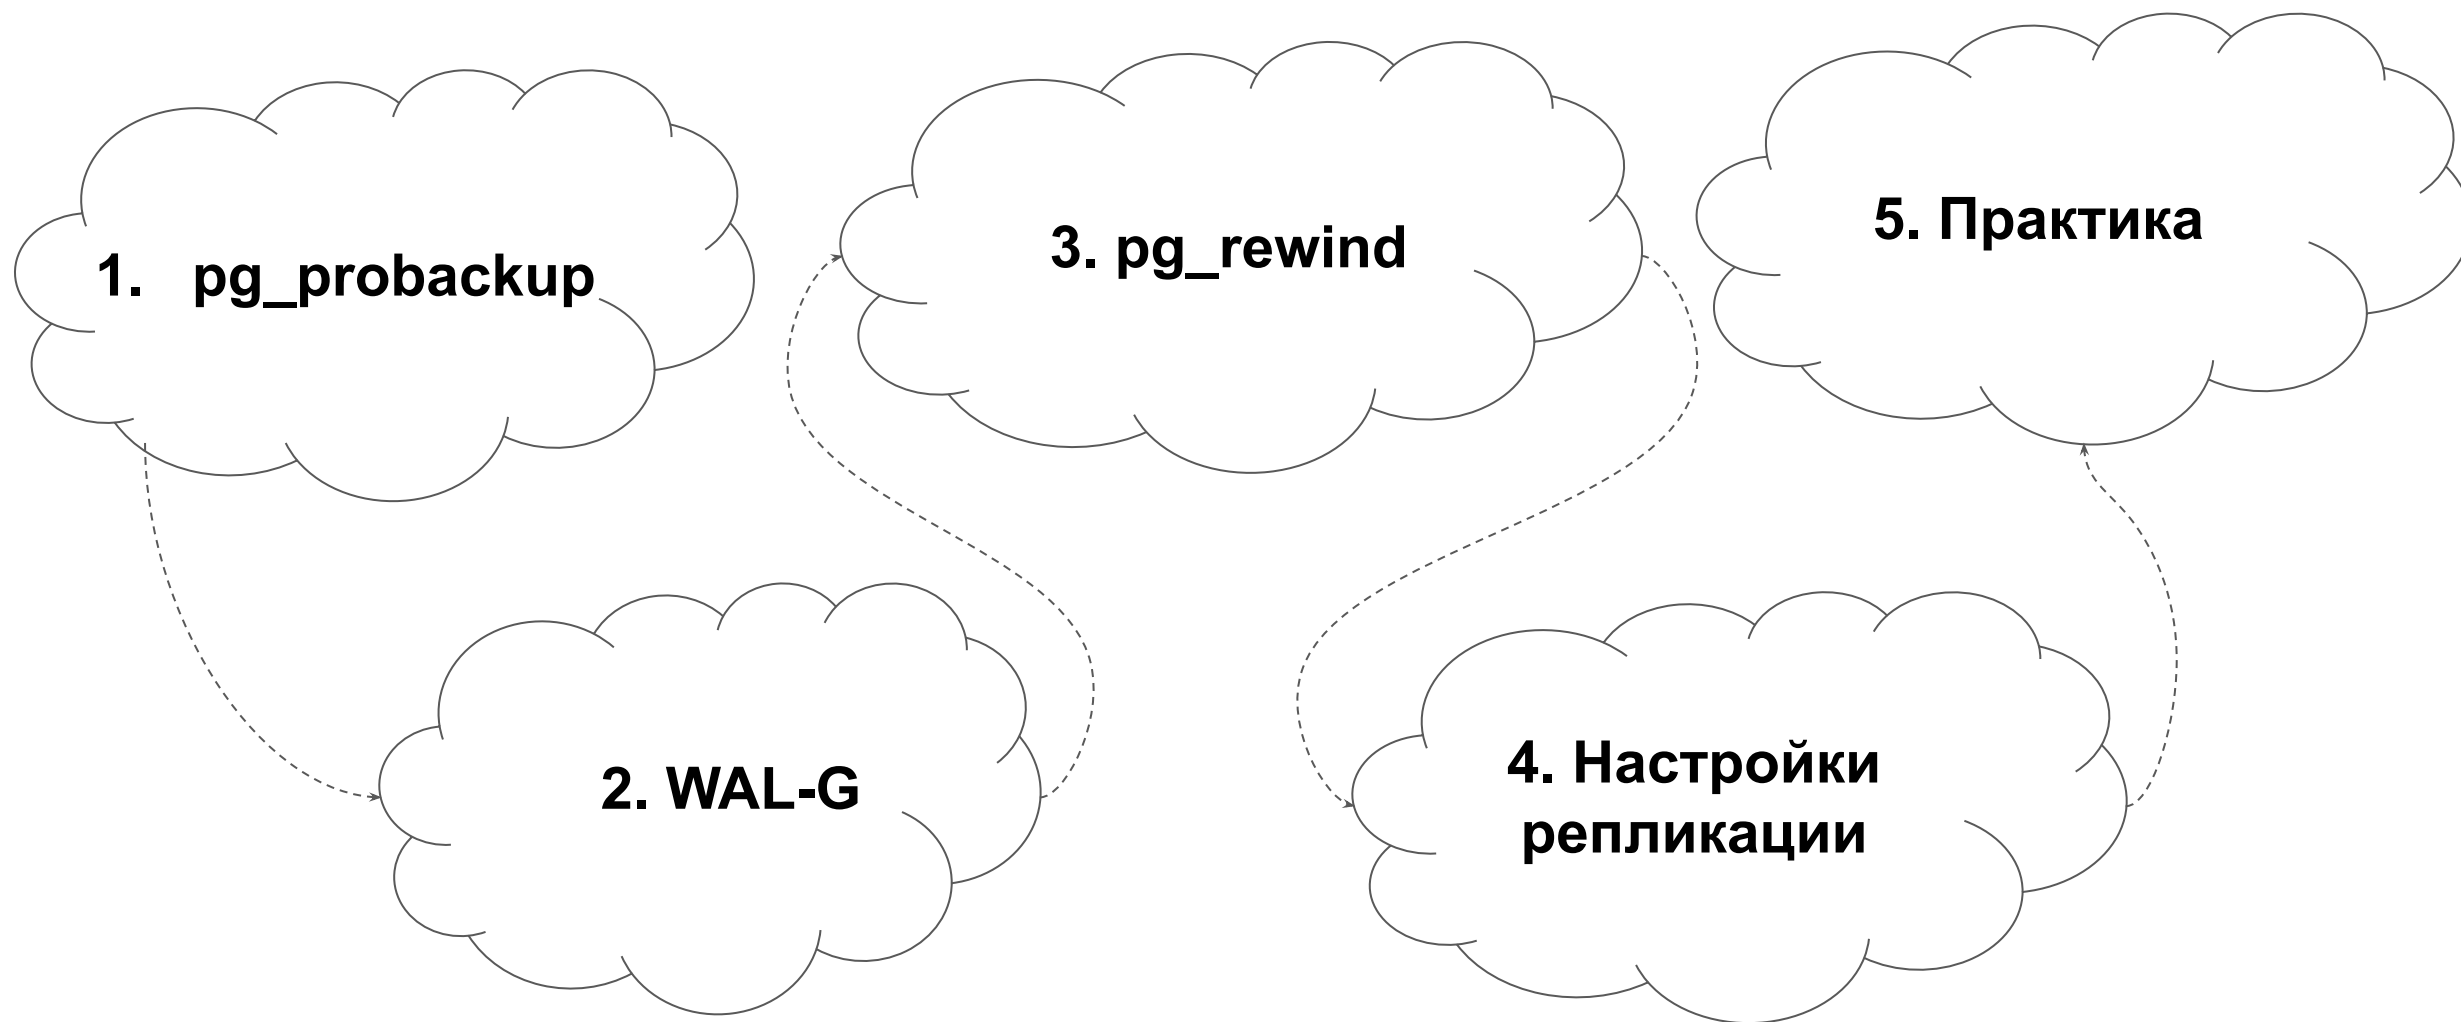 1. pg_probackup
2. WAL-G
3. pg_rewind
4. Настройки
репликации
5. Практика